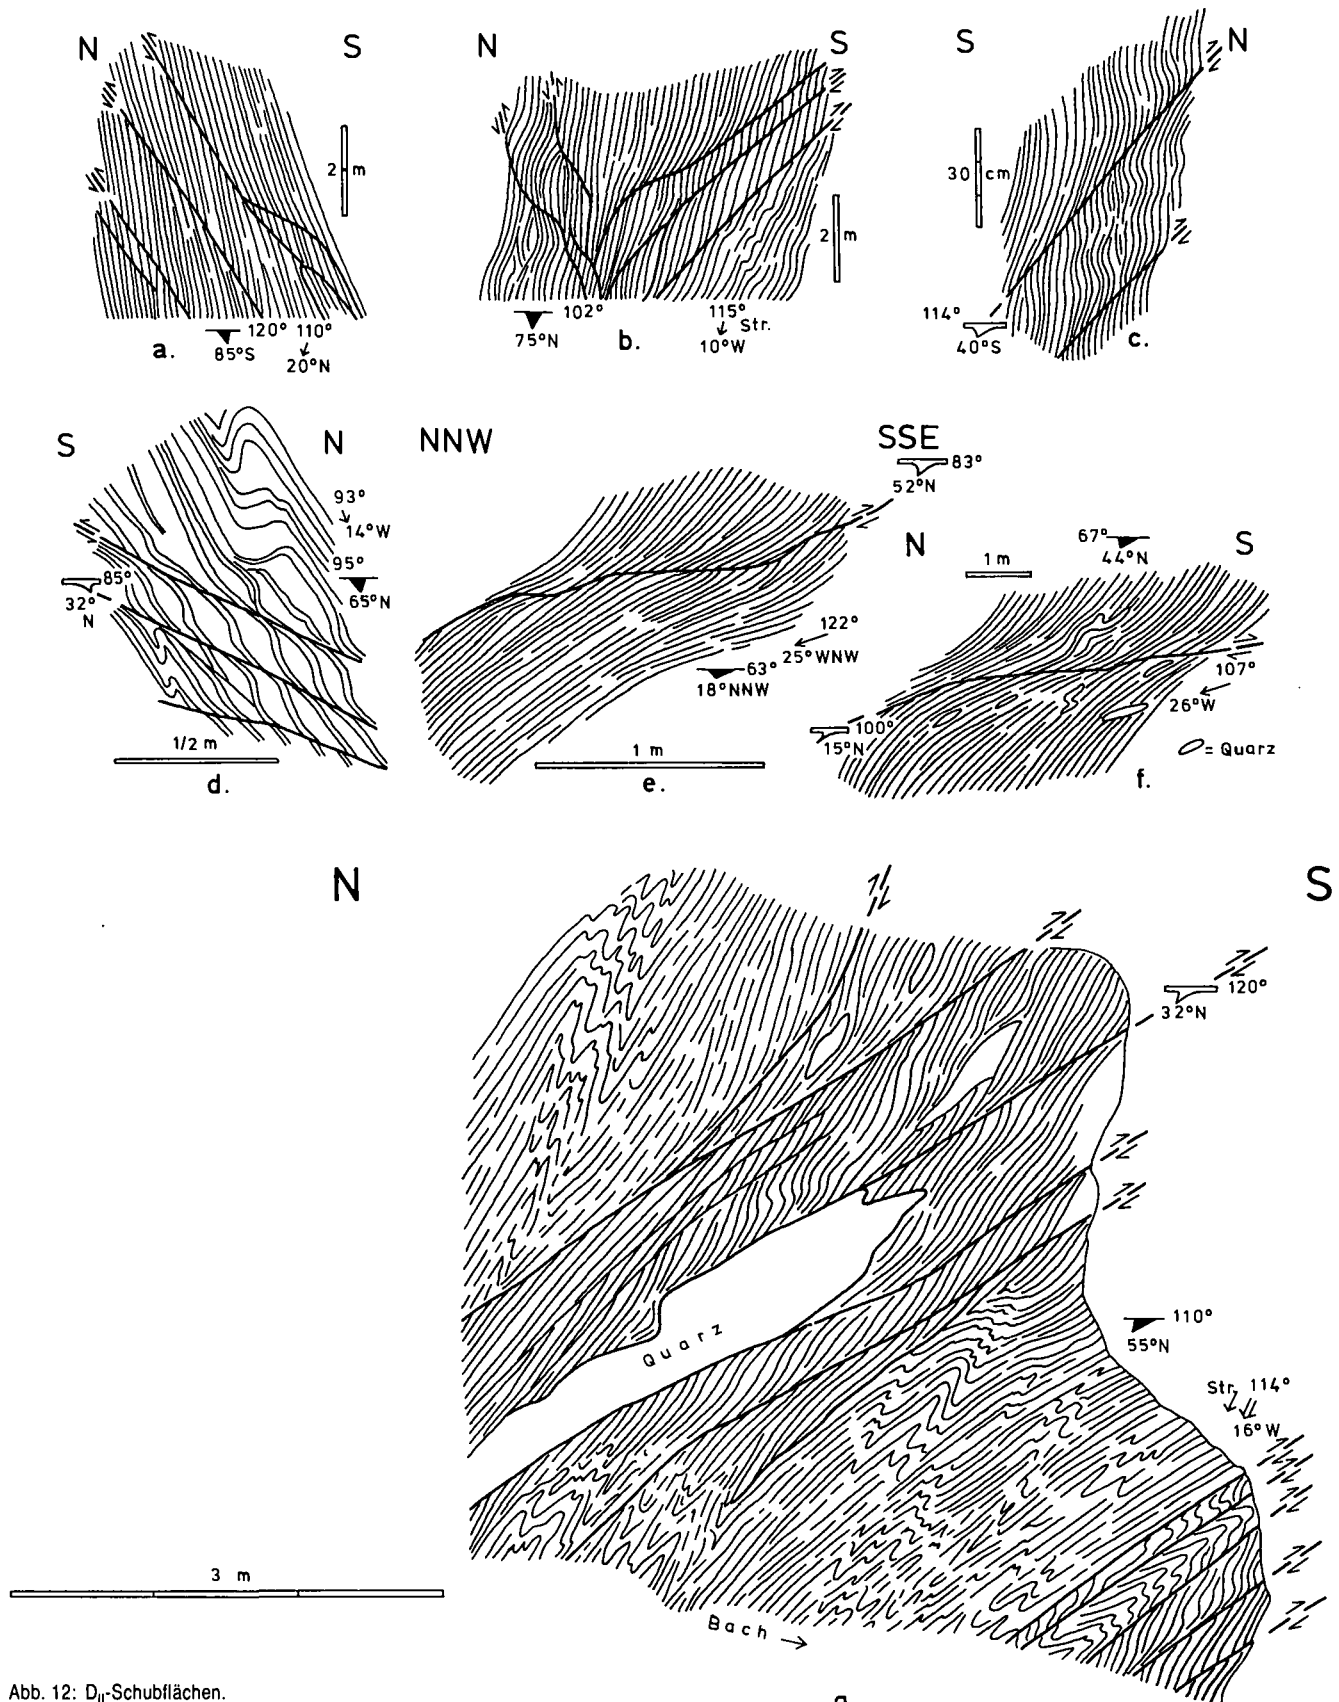 N S
2 m
120° 110°
85°S
20°N
a.
N S
2 m
102° 115°
75°N Str.
10°W
b.
S N
30 cm
114°
40°S
c.
S N
93°
14°W
95°
65°N
85°
32°
N
1/2 m
d.
NNW SSE
83°
52°N
122°
25°WNW
63°
18°NNW
1 m
e.
N S
67°
44°N
1 m
107°
26°W
100°
15°N
= Quarz
f.
N S
120°
32°N
Quarz
110°
55°N
Str. 114°
16°W
3 m
Bach →
Abb. 12: D_II-Schubflächen.